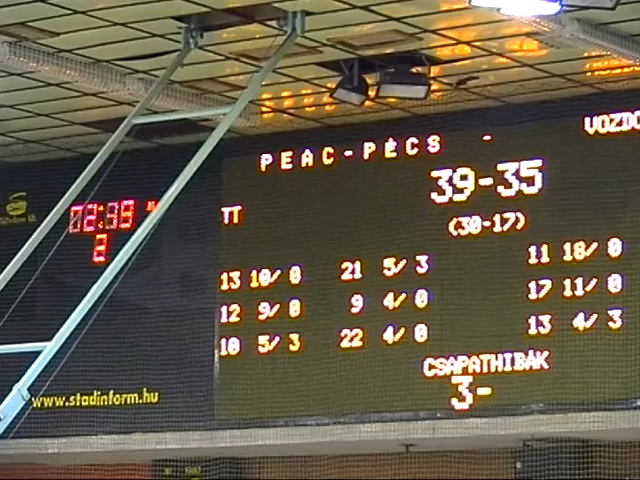 PEAC-PÉCS - VOZDO
39-35
TT
(30-17)
2
13 10/ 0 21 5/ 3 11 18/ 0
12 9/ 0 9 4/ 0 17 11/ 0
10 5/ 3 22 4/ 0 13 4/ 3
CSAPATHIBÁK
3-
www.stadinform.hu